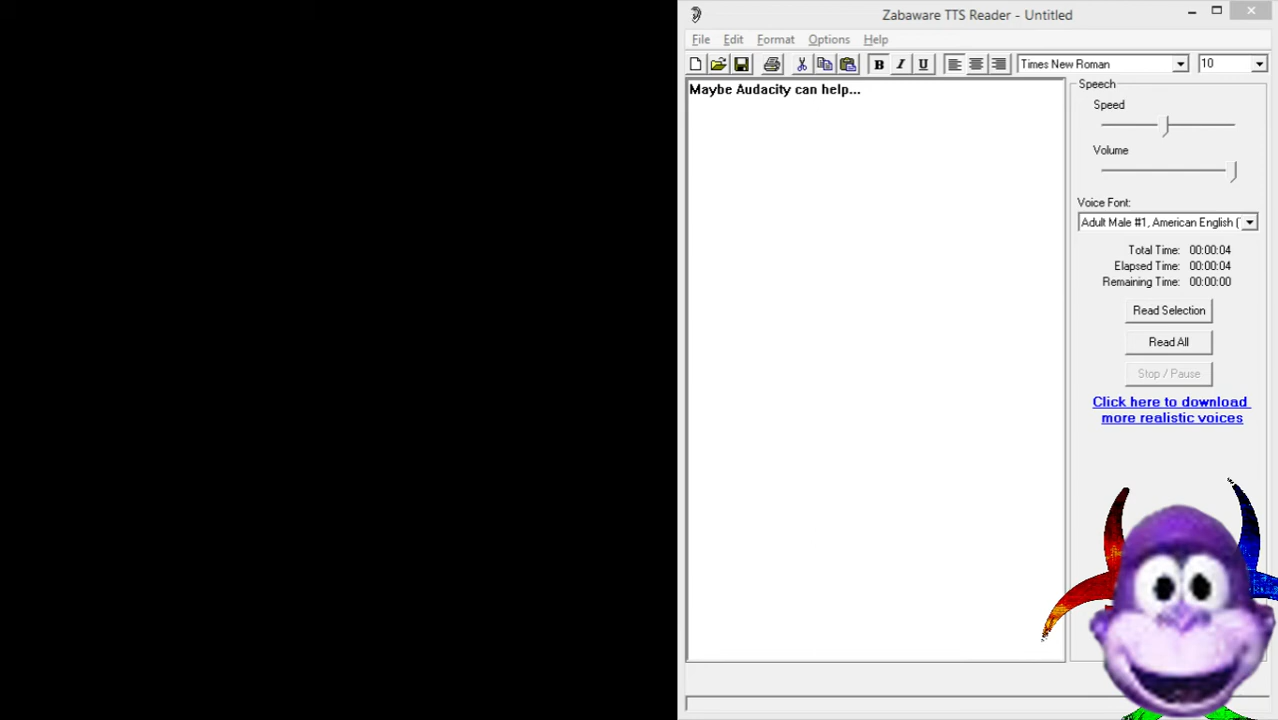 Zabaware TTS Reader - Untitled
File Edit Format Options Help
B I U Times New Roman 10
Maybe Audacity can help...
Speech
Speed
Volume
Voice Font:
Adult Male #1, American English (
Total Time: 00:00:04
Elapsed Time: 00:00:04
Remaining Time: 00:00:00
Read Selection
Read All
Stop / Pause
Click here to download
more realistic voices